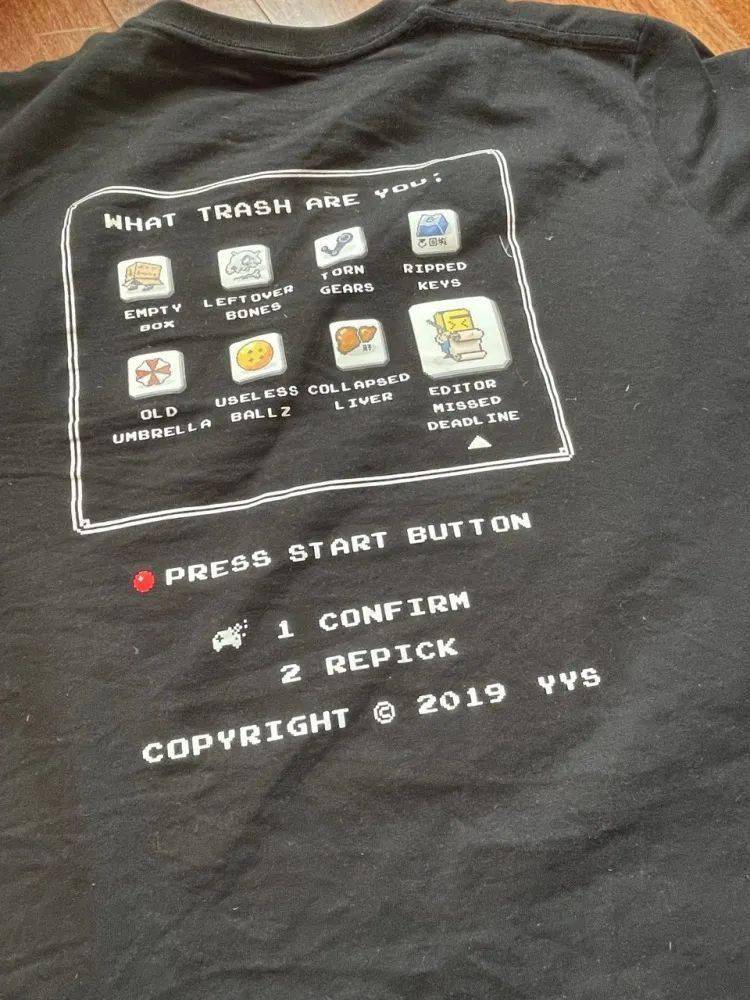 WHAT TRASH ARE YOU:
EMPTY
BOX
LEFTOVER
BONES
TORN
GEARS
RIPPED
KEYS
OLD
UMBRELLA
USELESS
BALLZ
COLLAPSED
LIVER
EDITOR
MISSED
DEADLINE
PRESS START BUTTON
1 CONFIRM
2 REPICK
COPYRIGHT © 2019 YYS